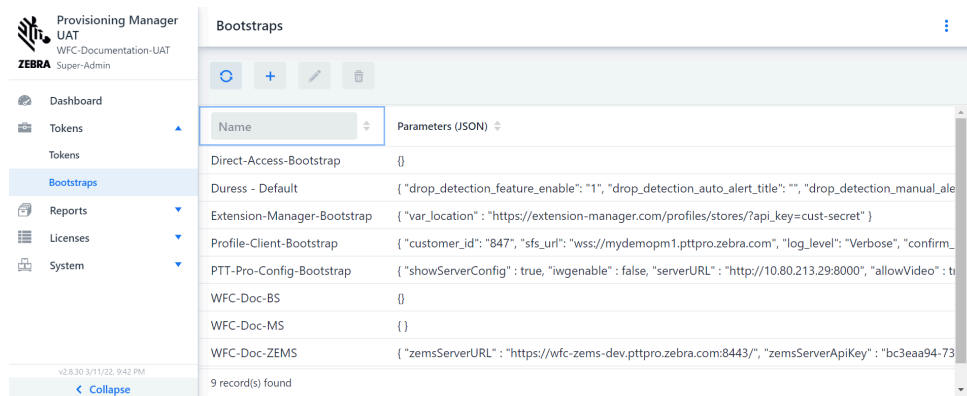 Provisioning Manager
UAT
WFC-Documentation-UAT
ZEBRA Super-Admin
Dashboard
Tokens
Tokens
Bootstraps
Reports
Licenses
System
v2.8.30 3/11/22, 9:42 PM
Collapse
Bootstraps
Name Parameters (JSON)
Direct-Access-Bootstrap {}
Duress - Default { "drop_detection_feature_enable": "1", "drop_detection_auto_alert_title": "", "drop_detection_manual_ale
Extension-Manager-Bootstrap { "var_location" : "https://extension-manager.com/profiles/stores/?api_key=cust-secret" }
Profile-Client-Bootstrap { "customer_id": "847", "sfs_url": "wss://mydemopm1.pttpro.zebra.com", "log_level": "Verbose", "confirm_
PTT-Pro-Config-Bootstrap { "showServerConfig" : true, "iwgenable" : false, "serverURL" : "http://10.80.213.29:8000", "allowVideo" : tr
WFC-Doc-BS {}
WFC-Doc-MS { }
WFC-Doc-ZEMS { "zemsServerURL" : "https://wfc-zems-dev.pttpro.zebra.com:8443/", "zemsServerApiKey" : "bc3eaa94-73
9 record(s) found